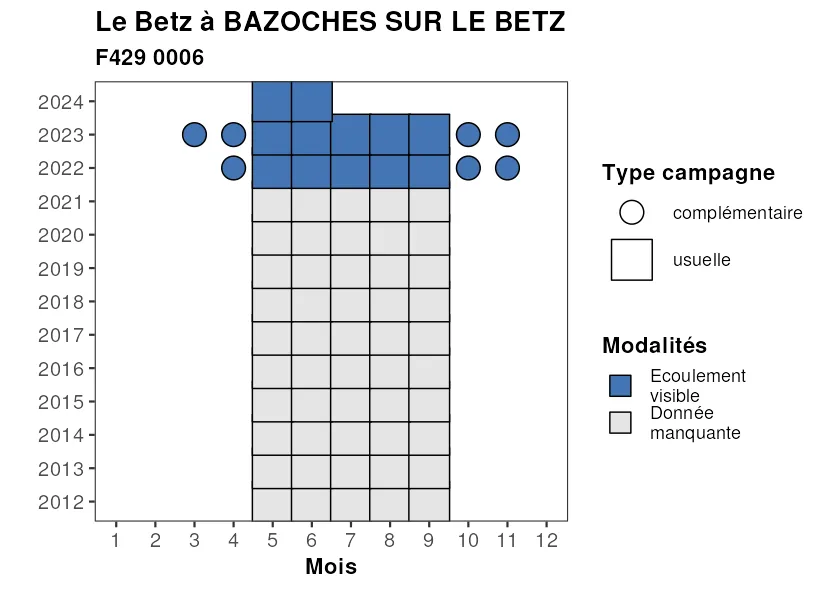 Le Betz à BAZOCHES SUR LE BETZ
F429 0006
2024
2023
2022
2021
2020
2019
2018
2017
2016
2015
2014
2013
2012
1 2 3 4 5 6 7 8 9 10 11 12
Mois
Type campagne
complémentaire
usuelle
Modalités
Ecoulement
visible
Donnée
manquante